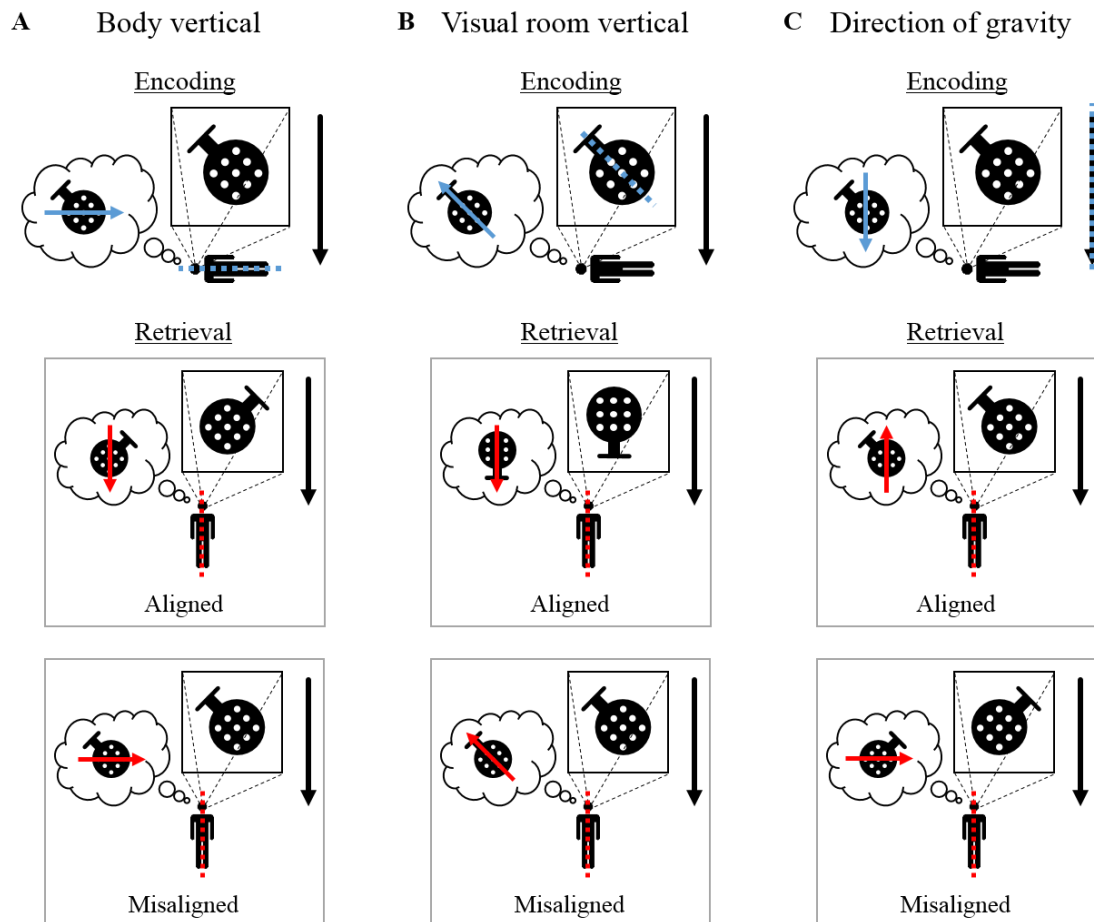 A Body vertical
B Visual room vertical
C Direction of gravity
Encoding
Encoding
Encoding
Retrieval
Retrieval
Retrieval
Aligned
Aligned
Aligned
Misaligned
Misaligned
Misaligned